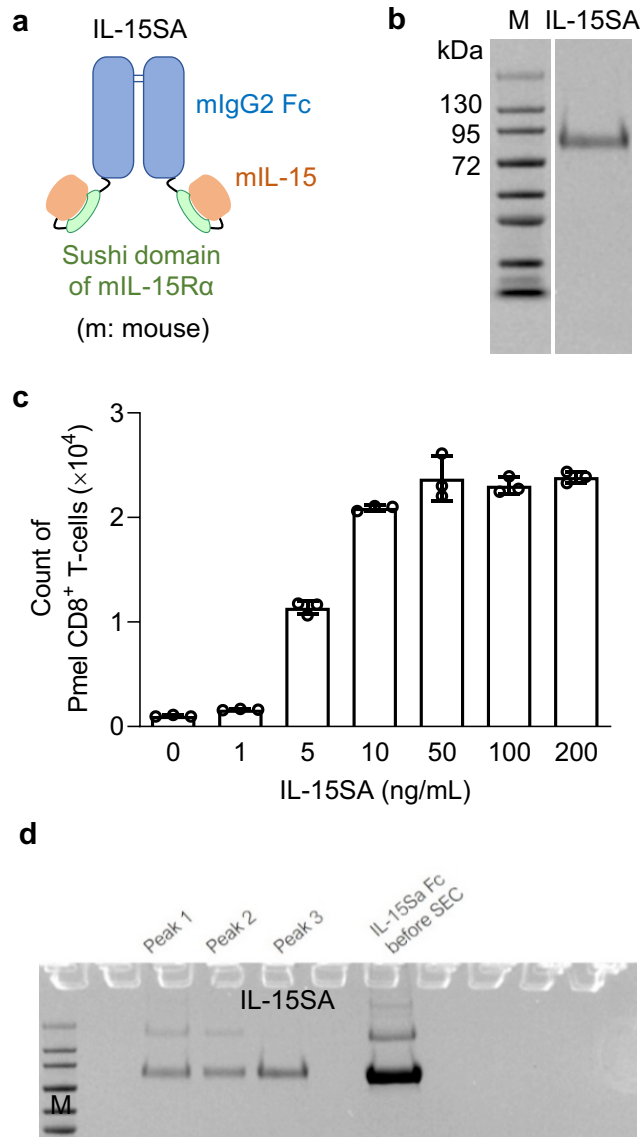 a
IL-15SA
mIgG2 Fc
mIL-15
Sushi domain
of mIL-15Rα
(m: mouse)
b
M IL-15SA
kDa
130
95
72
c
Count of
Pmel CD8⁺ T-cells (×10⁴)
3
2
1
0
0 1 5 10 50 100 200
IL-15SA (ng/mL)
d
Peak 1
Peak 2
Peak 3
IL-15Sa Fc
before SEC
IL-15SA
M